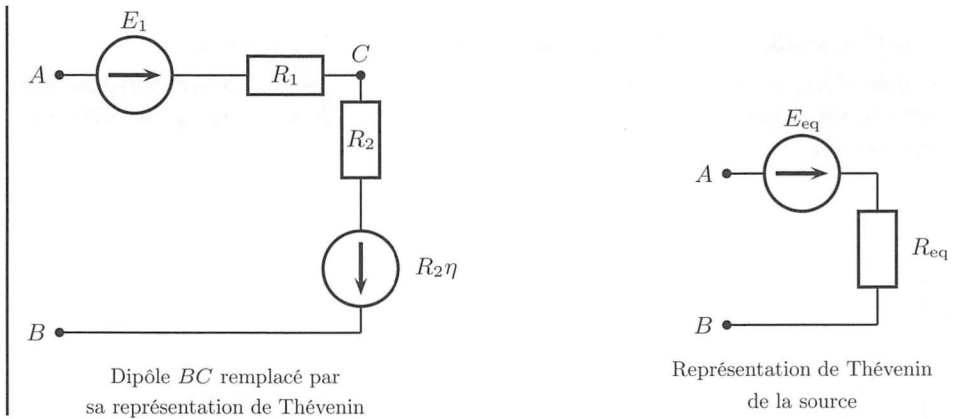 E₁
A
R₁
C
R₂
R₂η
B
Dipôle BC remplacé par
sa représentation de Thévenin
E_eq
A
R_eq
B
Représentation de Thévenin
de la source